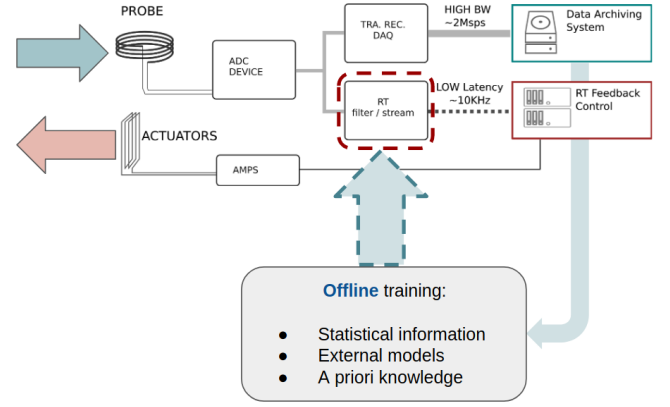 PROBE
HIGH BW
~2Msps
Data Archiving
System
TRA. REC.
DAQ
ADC
DEVICE
LOW Latency
~10KHz
RT
filter / stream
RT Feedback
Control
ACTUATORS
AMPS
Offline training:
● Statistical information
● External models
● A priori knowledge